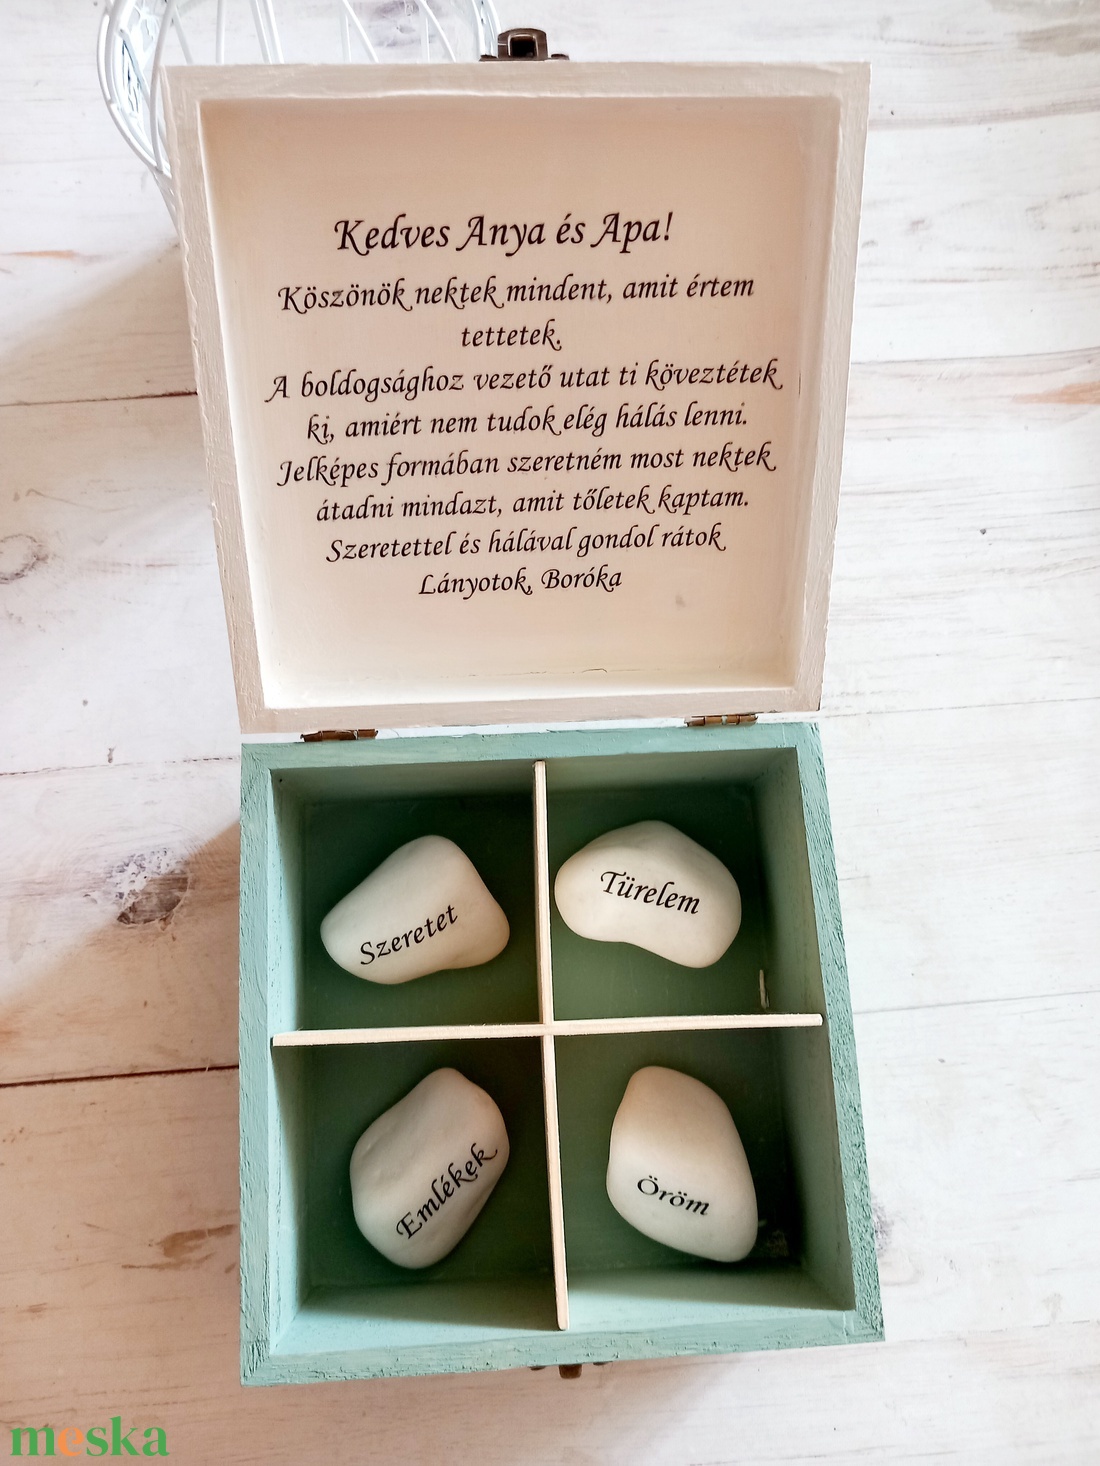 Kedves Anya és Apa!
Köszönök nektek mindent, amit értem
tettetek.
A boldogsághoz vezető utat ti köveztétek
ki, amiért nem tudok elég hálás lenni.
Jelképes formában szeretném most nektek
átadni mindazt, amit tőletek kaptam.
Szeretettel és hálával gondol rátok
Lányotok, Boróka
Szeretet
Türelem
Emlékek
Öröm
meska